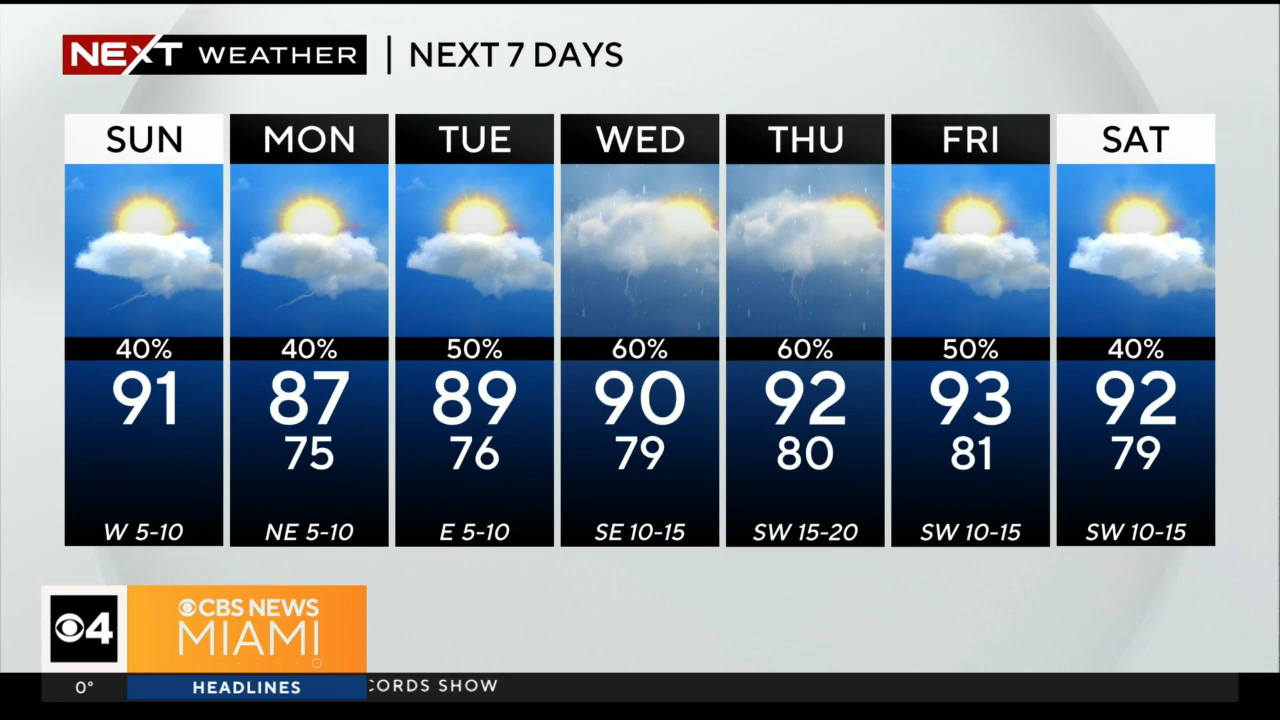 NEXT WEATHER | NEXT 7 DAYS
SUN MON TUE WED THU FRI SAT
40% 40% 50% 60% 60% 50% 40%
91 87 89 90 92 93 92
75 76 79 80 81 79
W 5-10 NE 5-10 E 5-10 SE 10-15 SW 15-20 SW 10-15 SW 10-15
4 CBS NEWS
MIAMI
0° HEADLINES CORDS SHOW